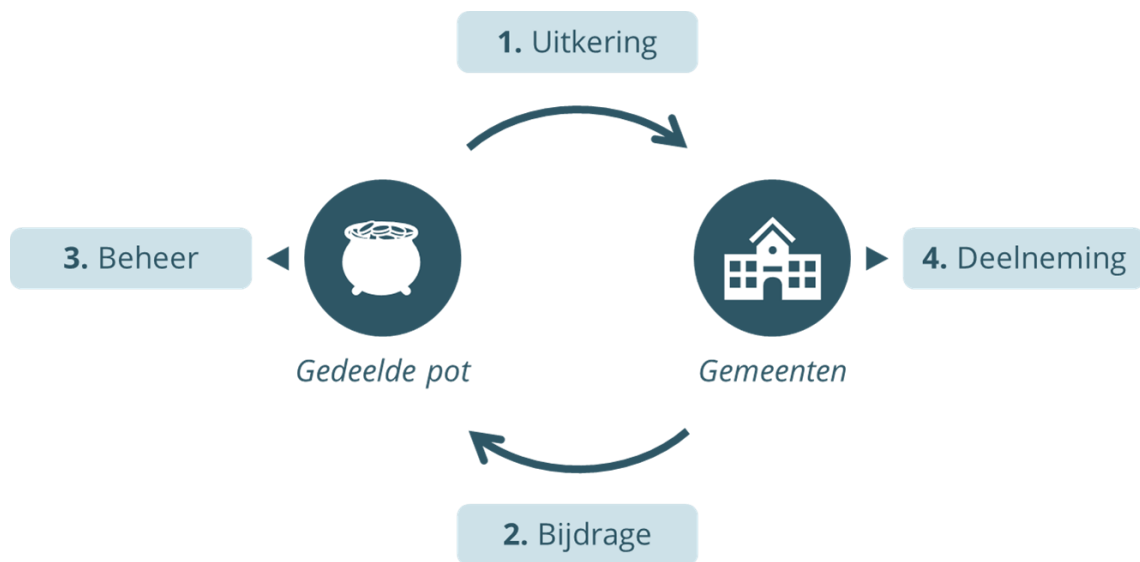 1. Uitkering
3. Beheer
4. Deelneming
Gedeelde pot
Gemeenten
2. Bijdrage